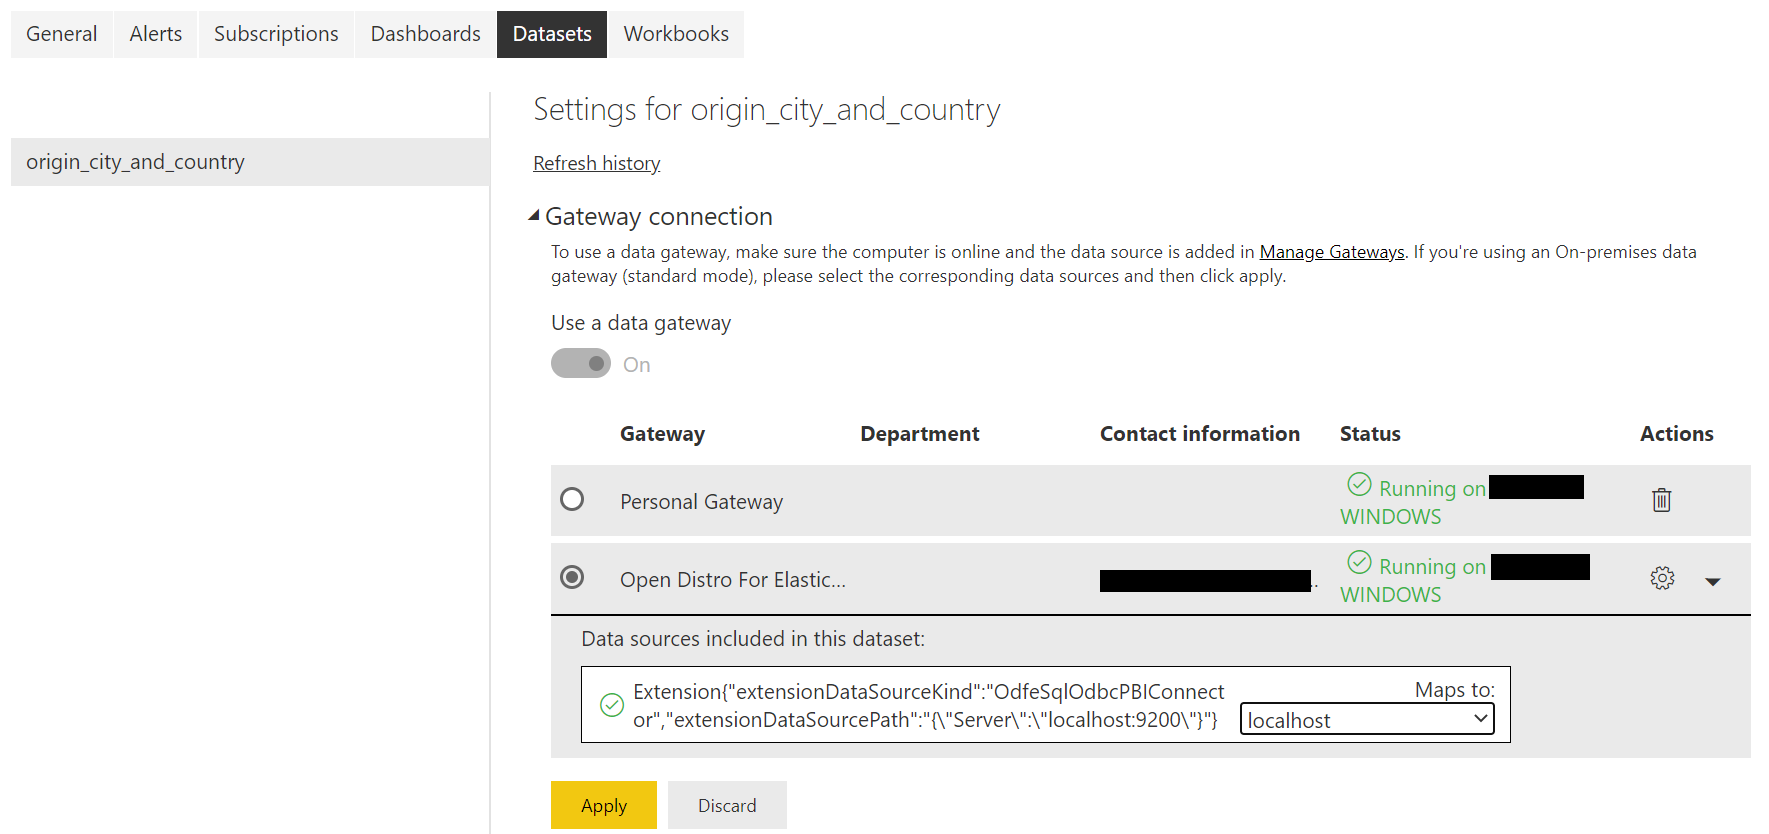 General Alerts Subscriptions Dashboards Datasets Workbooks
Settings for origin_city_and_country
origin_city_and_country
Refresh history
Gateway connection
To use a data gateway, make sure the computer is online and the data source is added in Manage Gateways. If you're using an On-premises data
gateway (standard mode), please select the corresponding data sources and then click apply.
Use a data gateway
On
Gateway Department Contact information Status Actions
Personal Gateway Running on
WINDOWS
Open Distro For Elastic... .. Running on
WINDOWS
Data sources included in this dataset:
Extension{"extensionDataSourceKind":"OdfeSqlOdbcPBIConnect
or","extensionDataSourcePath":"{\"Server\":\"localhost:9200\"}"}
Maps to:
localhost
Apply Discard